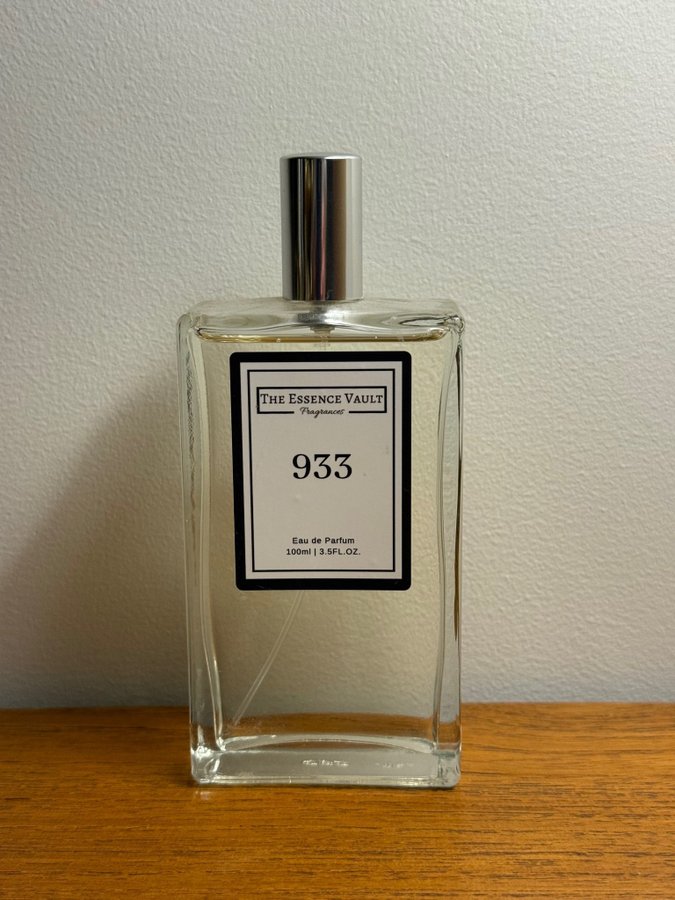 The Essence Vault
Fragrances
933
Eau de Parfum
100ml | 3.5FL.OZ.